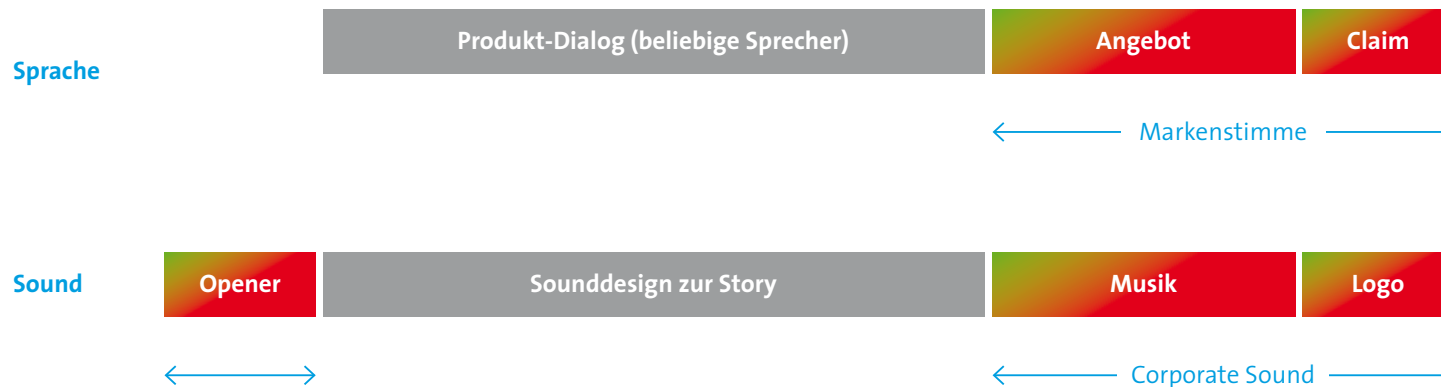 Produkt-Dialog (beliebige Sprecher) Angebot Claim
Sprache
Markenstimme
Sound Opener Sounddesign zur Story Musik Logo
Corporate Sound